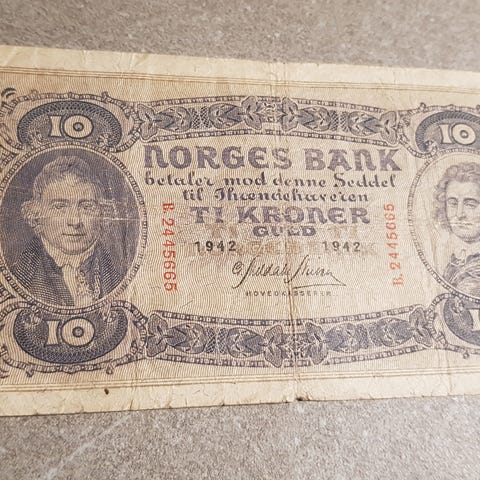 10 10
NORGES BANK
betaler mod denne Seddel
til Ihændehaveren
TI KRONER
GULD
1942 1942
B.2445665 B.2445665
HOVEDKASSERER
10 1